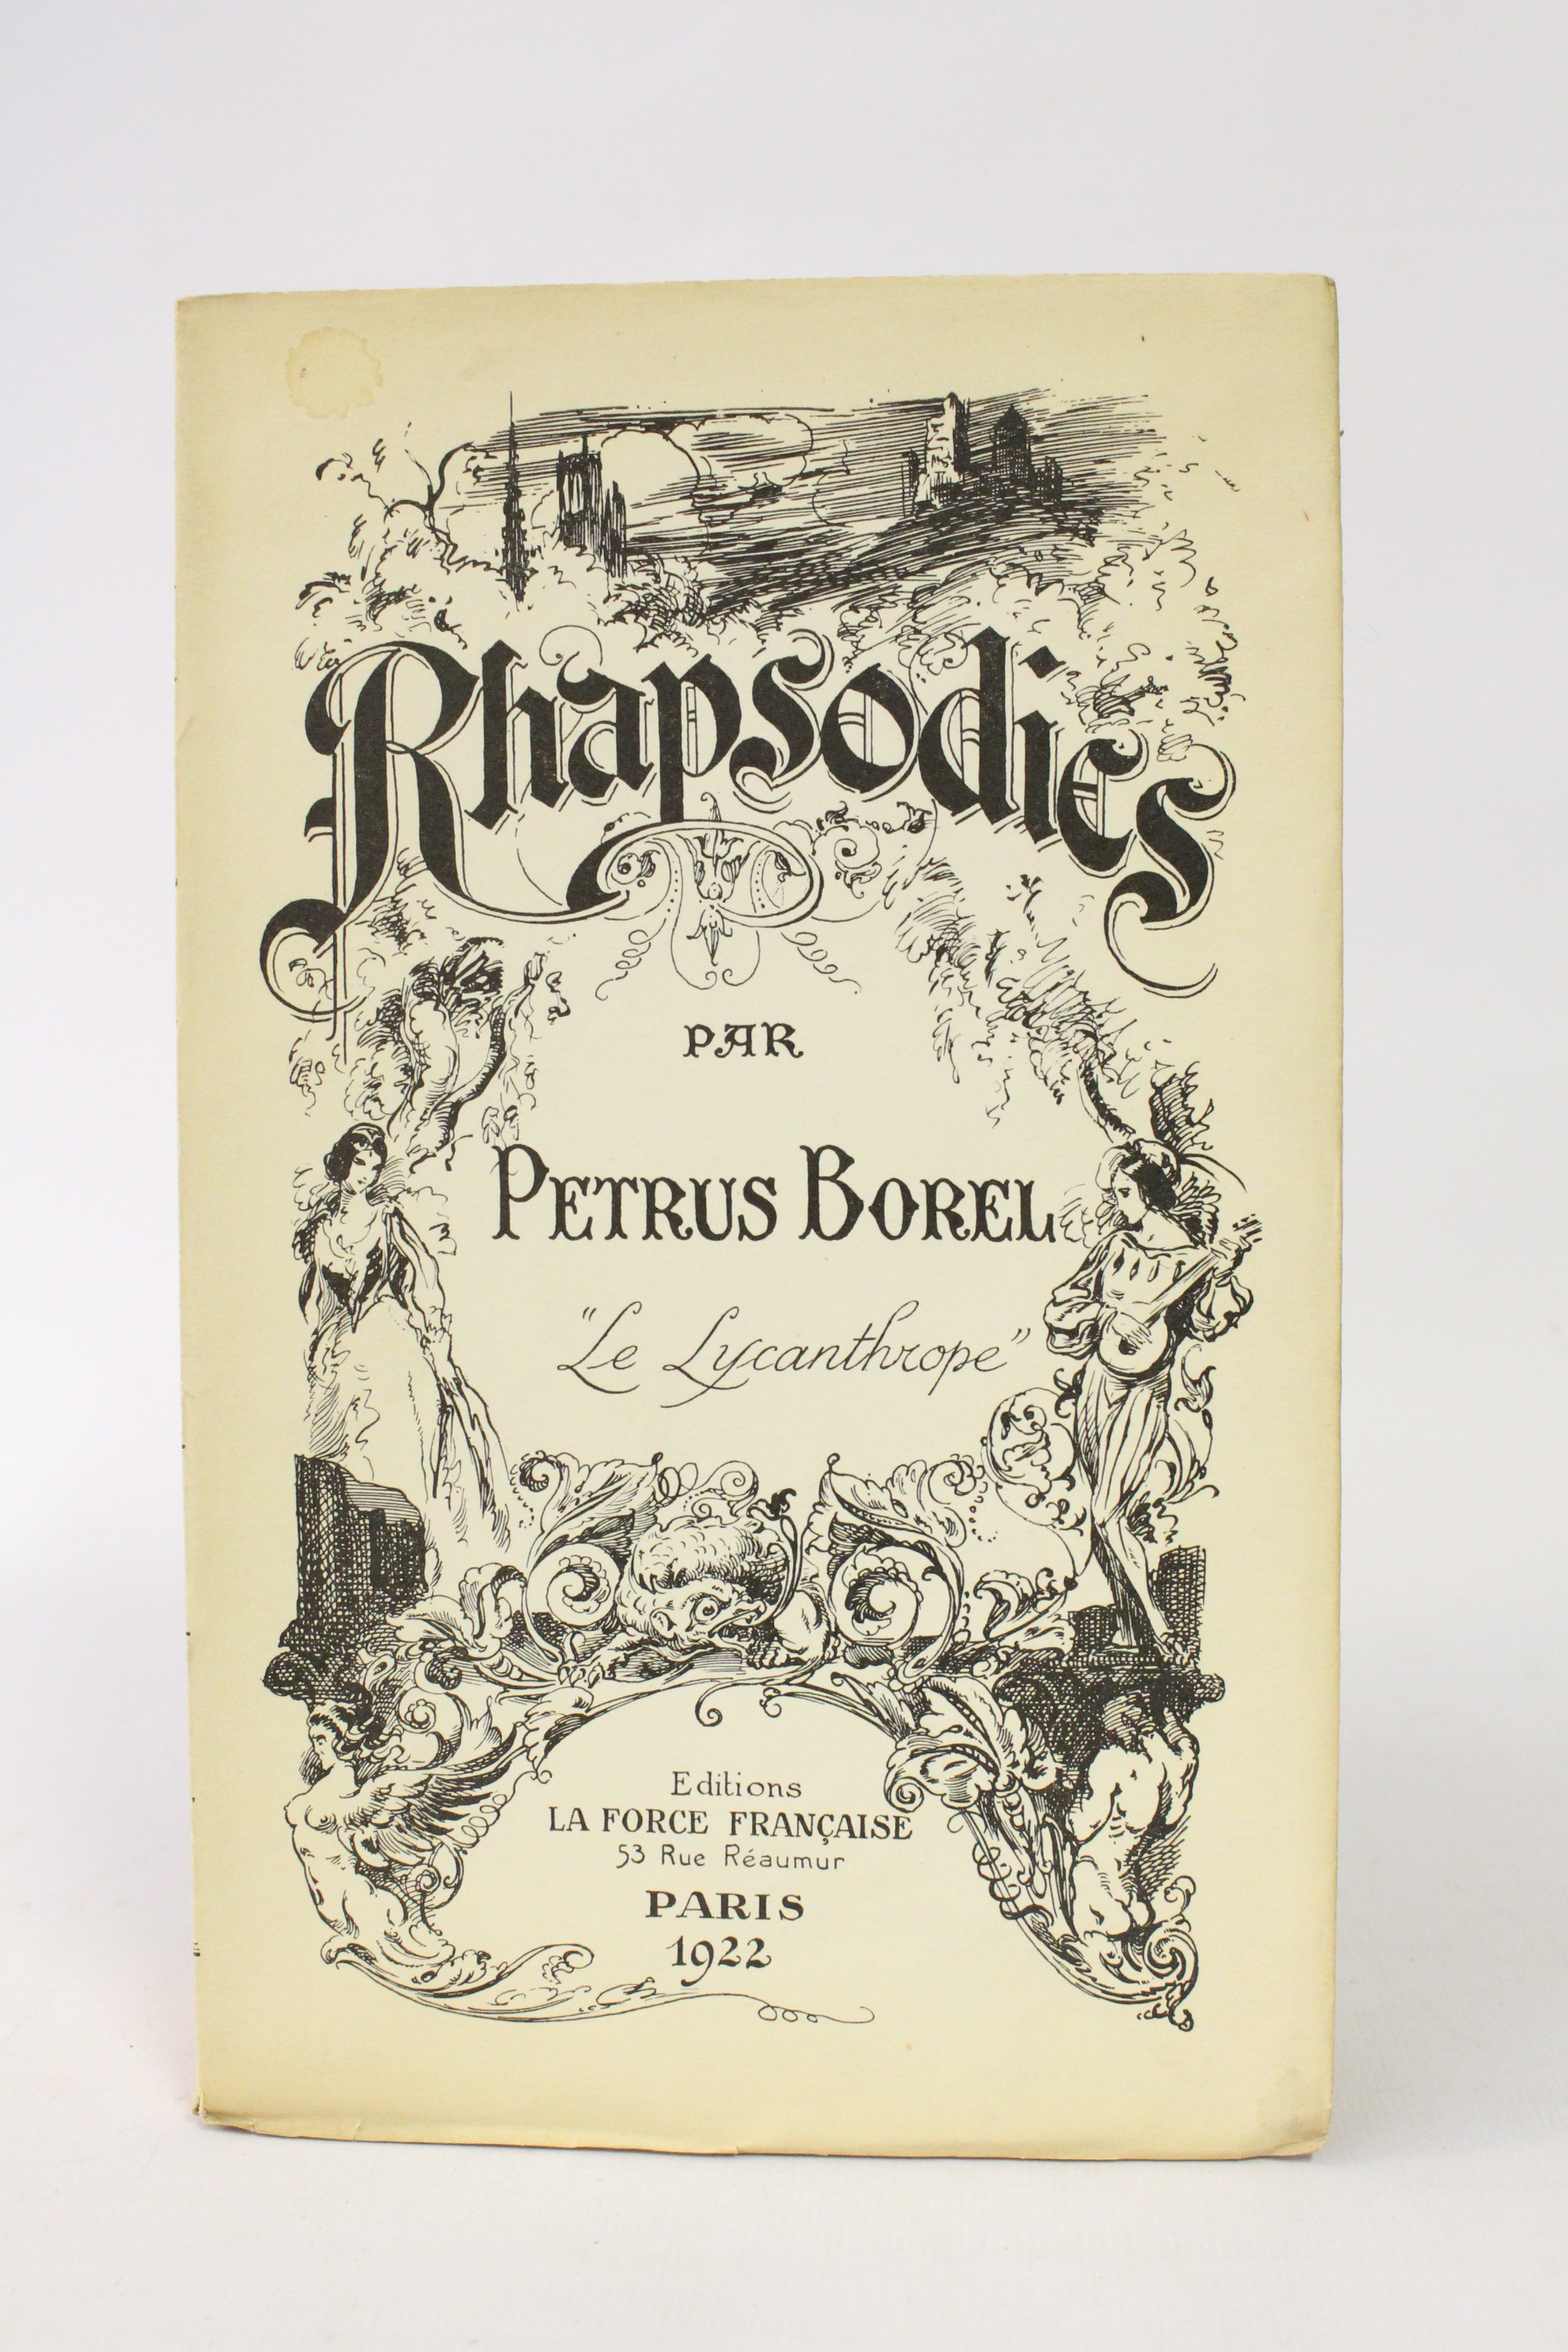 Rhapsodies
PAR
PETRUS BOREL
"Le Lycanthrope"
Editions
LA FORCE FRANÇAISE
53 Rue Réaumur
PARIS
1922